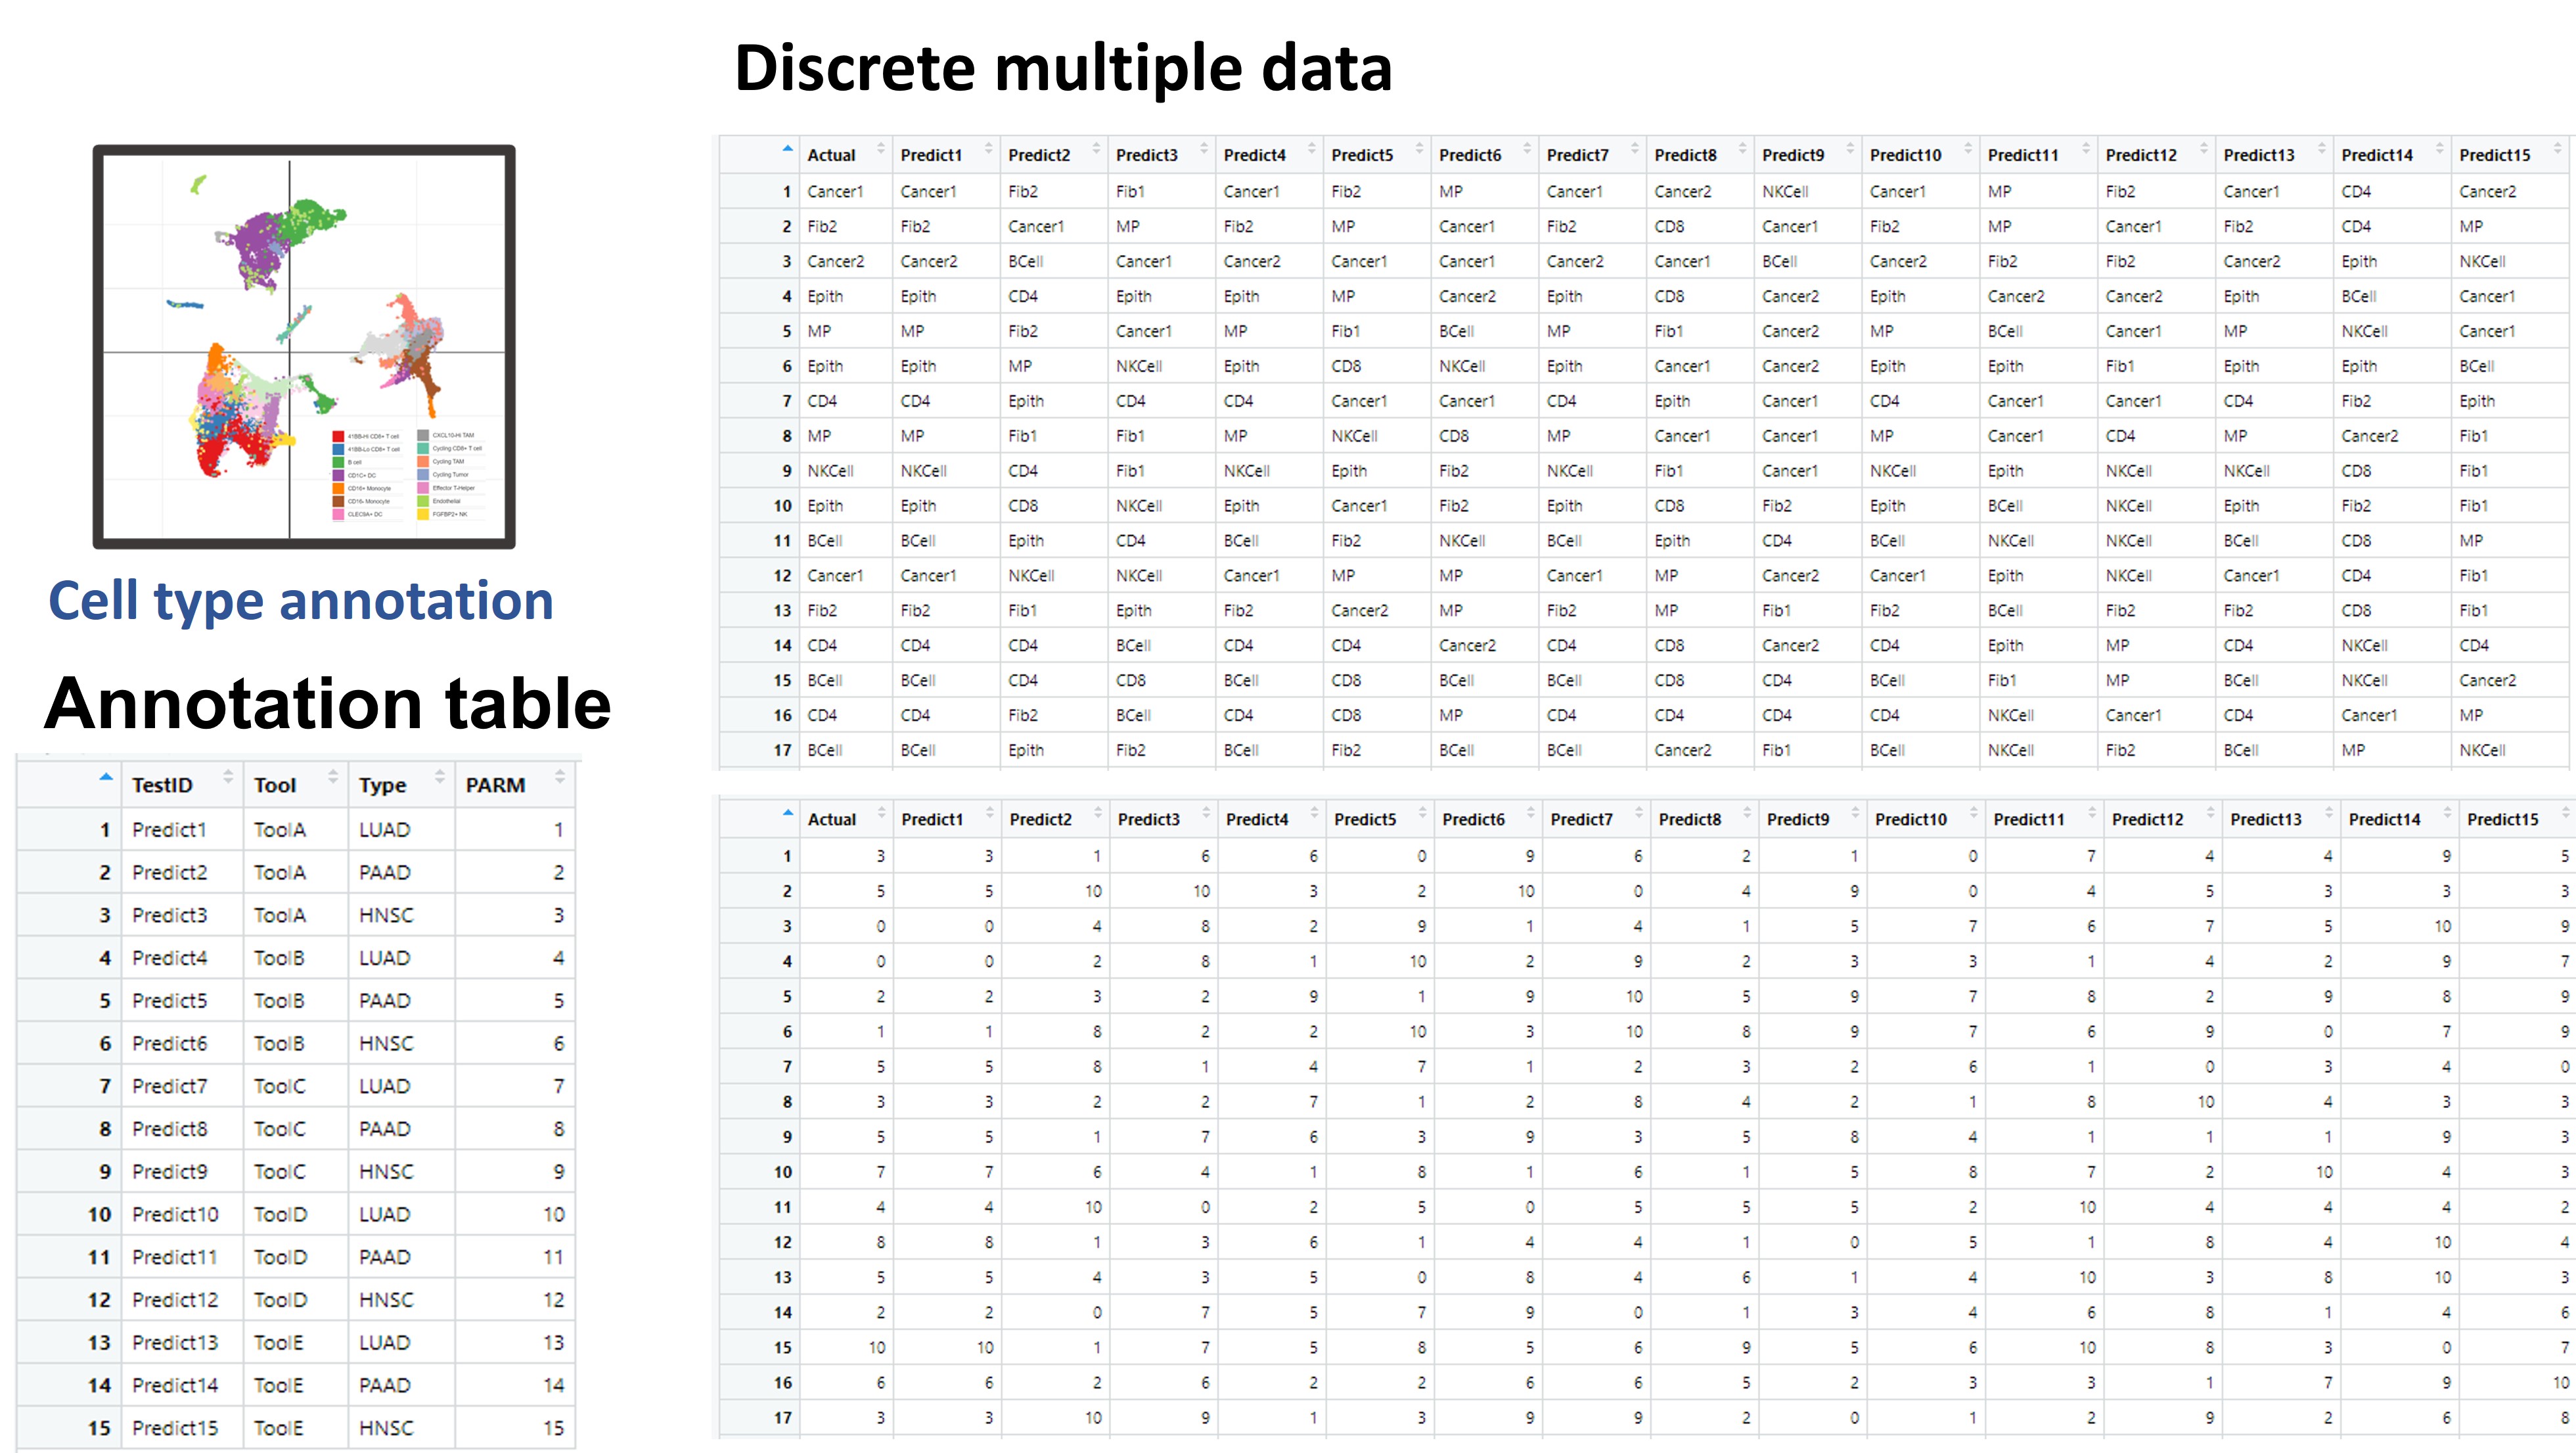 Discrete multiple data
41BB-Hi CD8+ T cell CXCL10-Hi TAM
41BB-Lo CD8+ T cell Cycling CD8+ T cell
B cell Cycling TAM
CD1C+ DC Cycling Tumor
CD16+ Monocyte Effector T-Helper
CD16- Monocyte Endothelial
CLEC9A+ DC FGFBP2+ NK
Cell type annotation
Annotation table
TestID Tool Type PARM
1 Predict1 ToolA LUAD 1
2 Predict2 ToolA PAAD 2
3 Predict3 ToolA HNSC 3
4 Predict4 ToolB LUAD 4
5 Predict5 ToolB PAAD 5
6 Predict6 ToolB HNSC 6
7 Predict7 ToolC LUAD 7
8 Predict8 ToolC PAAD 8
9 Predict9 ToolC HNSC 9
10 Predict10 ToolD LUAD 10
11 Predict11 ToolD PAAD 11
12 Predict12 ToolD HNSC 12
13 Predict13 ToolE LUAD 13
14 Predict14 ToolE PAAD 14
15 Predict15 ToolE HNSC 15
Actual Predict1 Predict2 Predict3 Predict4 Predict5 Predict6 Predict7 Predict8 Predict9 Predict10 Predict11 Predict12 Predict13 Predict14 Predict15
1 Cancer1 Cancer1 Fib2 Fib1 Cancer1 Fib2 MP Cancer1 Cancer2 NKCell Cancer1 MP Fib2 Cancer1 CD4 Cancer2
2 Fib2 Fib2 Cancer1 MP Fib2 MP Cancer1 Fib2 CD8 Cancer1 Fib2 MP Cancer1 Fib2 CD4 MP
3 Cancer2 Cancer2 BCell Cancer1 Cancer2 Cancer1 Cancer1 Cancer2 Cancer1 BCell Cancer2 Fib2 Fib2 Cancer2 Epith NKCell
4 Epith Epith CD4 Epith Epith MP Cancer2 Epith CD8 Cancer2 Epith Cancer2 Cancer2 Epith BCell Cancer1
5 MP MP Fib2 Cancer1 MP Fib1 BCell MP Fib1 Cancer2 MP BCell Cancer1 MP NKCell Cancer1
6 Epith Epith MP NKCell Epith CD8 NKCell Epith Cancer1 Cancer2 Epith Epith Fib1 Epith Epith BCell
7 CD4 CD4 Epith CD4 CD4 Cancer1 Cancer1 CD4 Epith Cancer1 CD4 Cancer1 Cancer1 CD4 Fib2 Epith
8 MP MP Fib1 Fib1 MP NKCell CD8 MP Cancer1 Cancer1 MP Cancer1 CD4 MP Cancer2 Fib1
9 NKCell NKCell CD4 Fib1 NKCell Epith Fib2 NKCell Fib1 Cancer1 NKCell Epith NKCell NKCell CD8 Fib1
10 Epith Epith CD8 NKCell Epith Cancer1 Fib2 Epith CD8 Fib2 Epith BCell NKCell Epith Fib2 Fib1
11 BCell BCell Epith CD4 BCell Fib2 NKCell BCell Epith CD4 BCell NKCell NKCell BCell CD8 MP
12 Cancer1 Cancer1 NKCell NKCell Cancer1 MP MP Cancer1 MP Cancer2 Cancer1 Epith NKCell Cancer1 CD4 Fib1
13 Fib2 Fib2 Fib1 Epith Fib2 Cancer2 MP Fib2 MP Fib1 Fib2 BCell Fib2 Fib2 CD8 Fib1
14 CD4 CD4 CD4 BCell CD4 CD4 Cancer2 CD4 CD8 Cancer2 CD4 Epith MP CD4 NKCell CD4
15 BCell BCell CD4 CD8 BCell CD8 BCell BCell CD8 CD4 BCell Fib1 MP BCell NKCell Cancer2
16 CD4 CD4 Fib2 BCell CD4 CD8 MP CD4 CD4 CD4 CD4 NKCell Cancer1 CD4 Cancer1 MP
17 BCell BCell Epith Fib2 BCell Fib2 BCell BCell Cancer2 Fib1 BCell NKCell Fib2 BCell MP NKCell
Actual Predict1 Predict2 Predict3 Predict4 Predict5 Predict6 Predict7 Predict8 Predict9 Predict10 Predict11 Predict12 Predict13 Predict14 Predict15
1 3 3 1 6 6 0 9 6 2 1 0 7 4 4 9 5
2 5 5 10 10 3 2 10 0 4 9 0 4 5 3 3 3
3 0 0 4 8 2 9 1 4 1 5 7 6 7 5 10 9
4 0 0 2 8 1 10 2 9 2 3 3 1 4 2 9 7
5 2 2 3 2 9 1 9 10 5 9 7 8 2 9 8 9
6 1 1 8 2 2 10 3 10 8 9 7 6 9 0 7 9
7 5 5 8 1 4 7 1 2 3 2 6 1 0 3 4 0
8 3 3 2 2 7 1 2 8 4 2 1 8 10 4 3 3
9 5 5 1 7 6 3 9 3 5 8 4 1 1 1 9 3
10 7 7 6 4 1 8 1 6 1 5 8 7 2 10 4 3
11 4 4 10 0 2 5 0 5 5 5 2 10 4 4 4 2
12 8 8 1 3 6 1 4 4 1 0 5 1 8 4 10 4
13 5 5 4 3 5 0 8 4 6 1 4 10 3 8 10 3
14 2 2 0 7 5 7 9 0 1 3 4 6 8 1 4 6
15 10 10 1 7 5 8 5 6 9 5 6 10 8 3 0 7
16 6 6 2 6 2 2 6 6 5 2 3 3 1 7 9 10
17 3 3 10 9 1 3 9 9 2 0 1 2 9 2 6 8